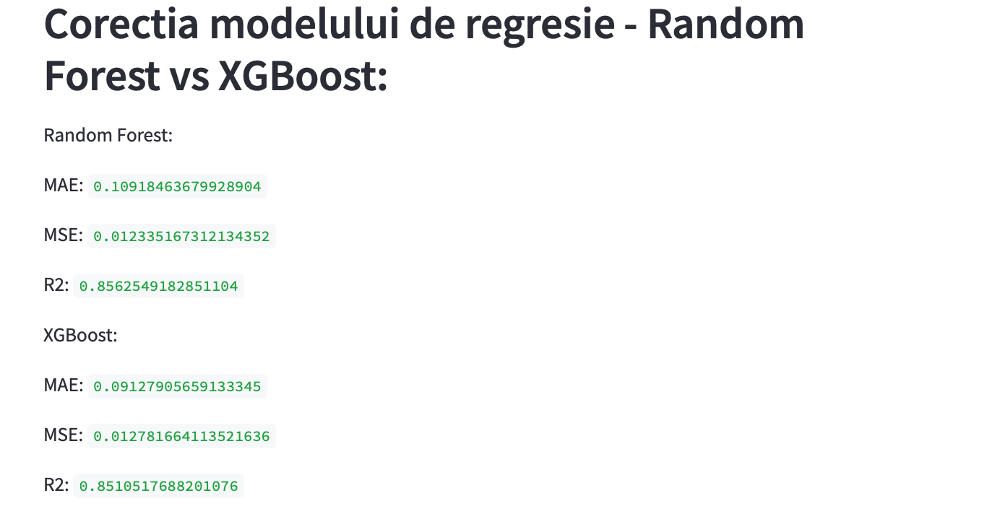 Corectia modelului de regresie - Random
Forest vs XGBoost:
Random Forest:
MAE: 0.10918463679928904
MSE: 0.012335167312134352
R2: 0.8562549182851104
XGBoost:
MAE: 0.09127905659133345
MSE: 0.012781664113521636
R2: 0.8510517688201076